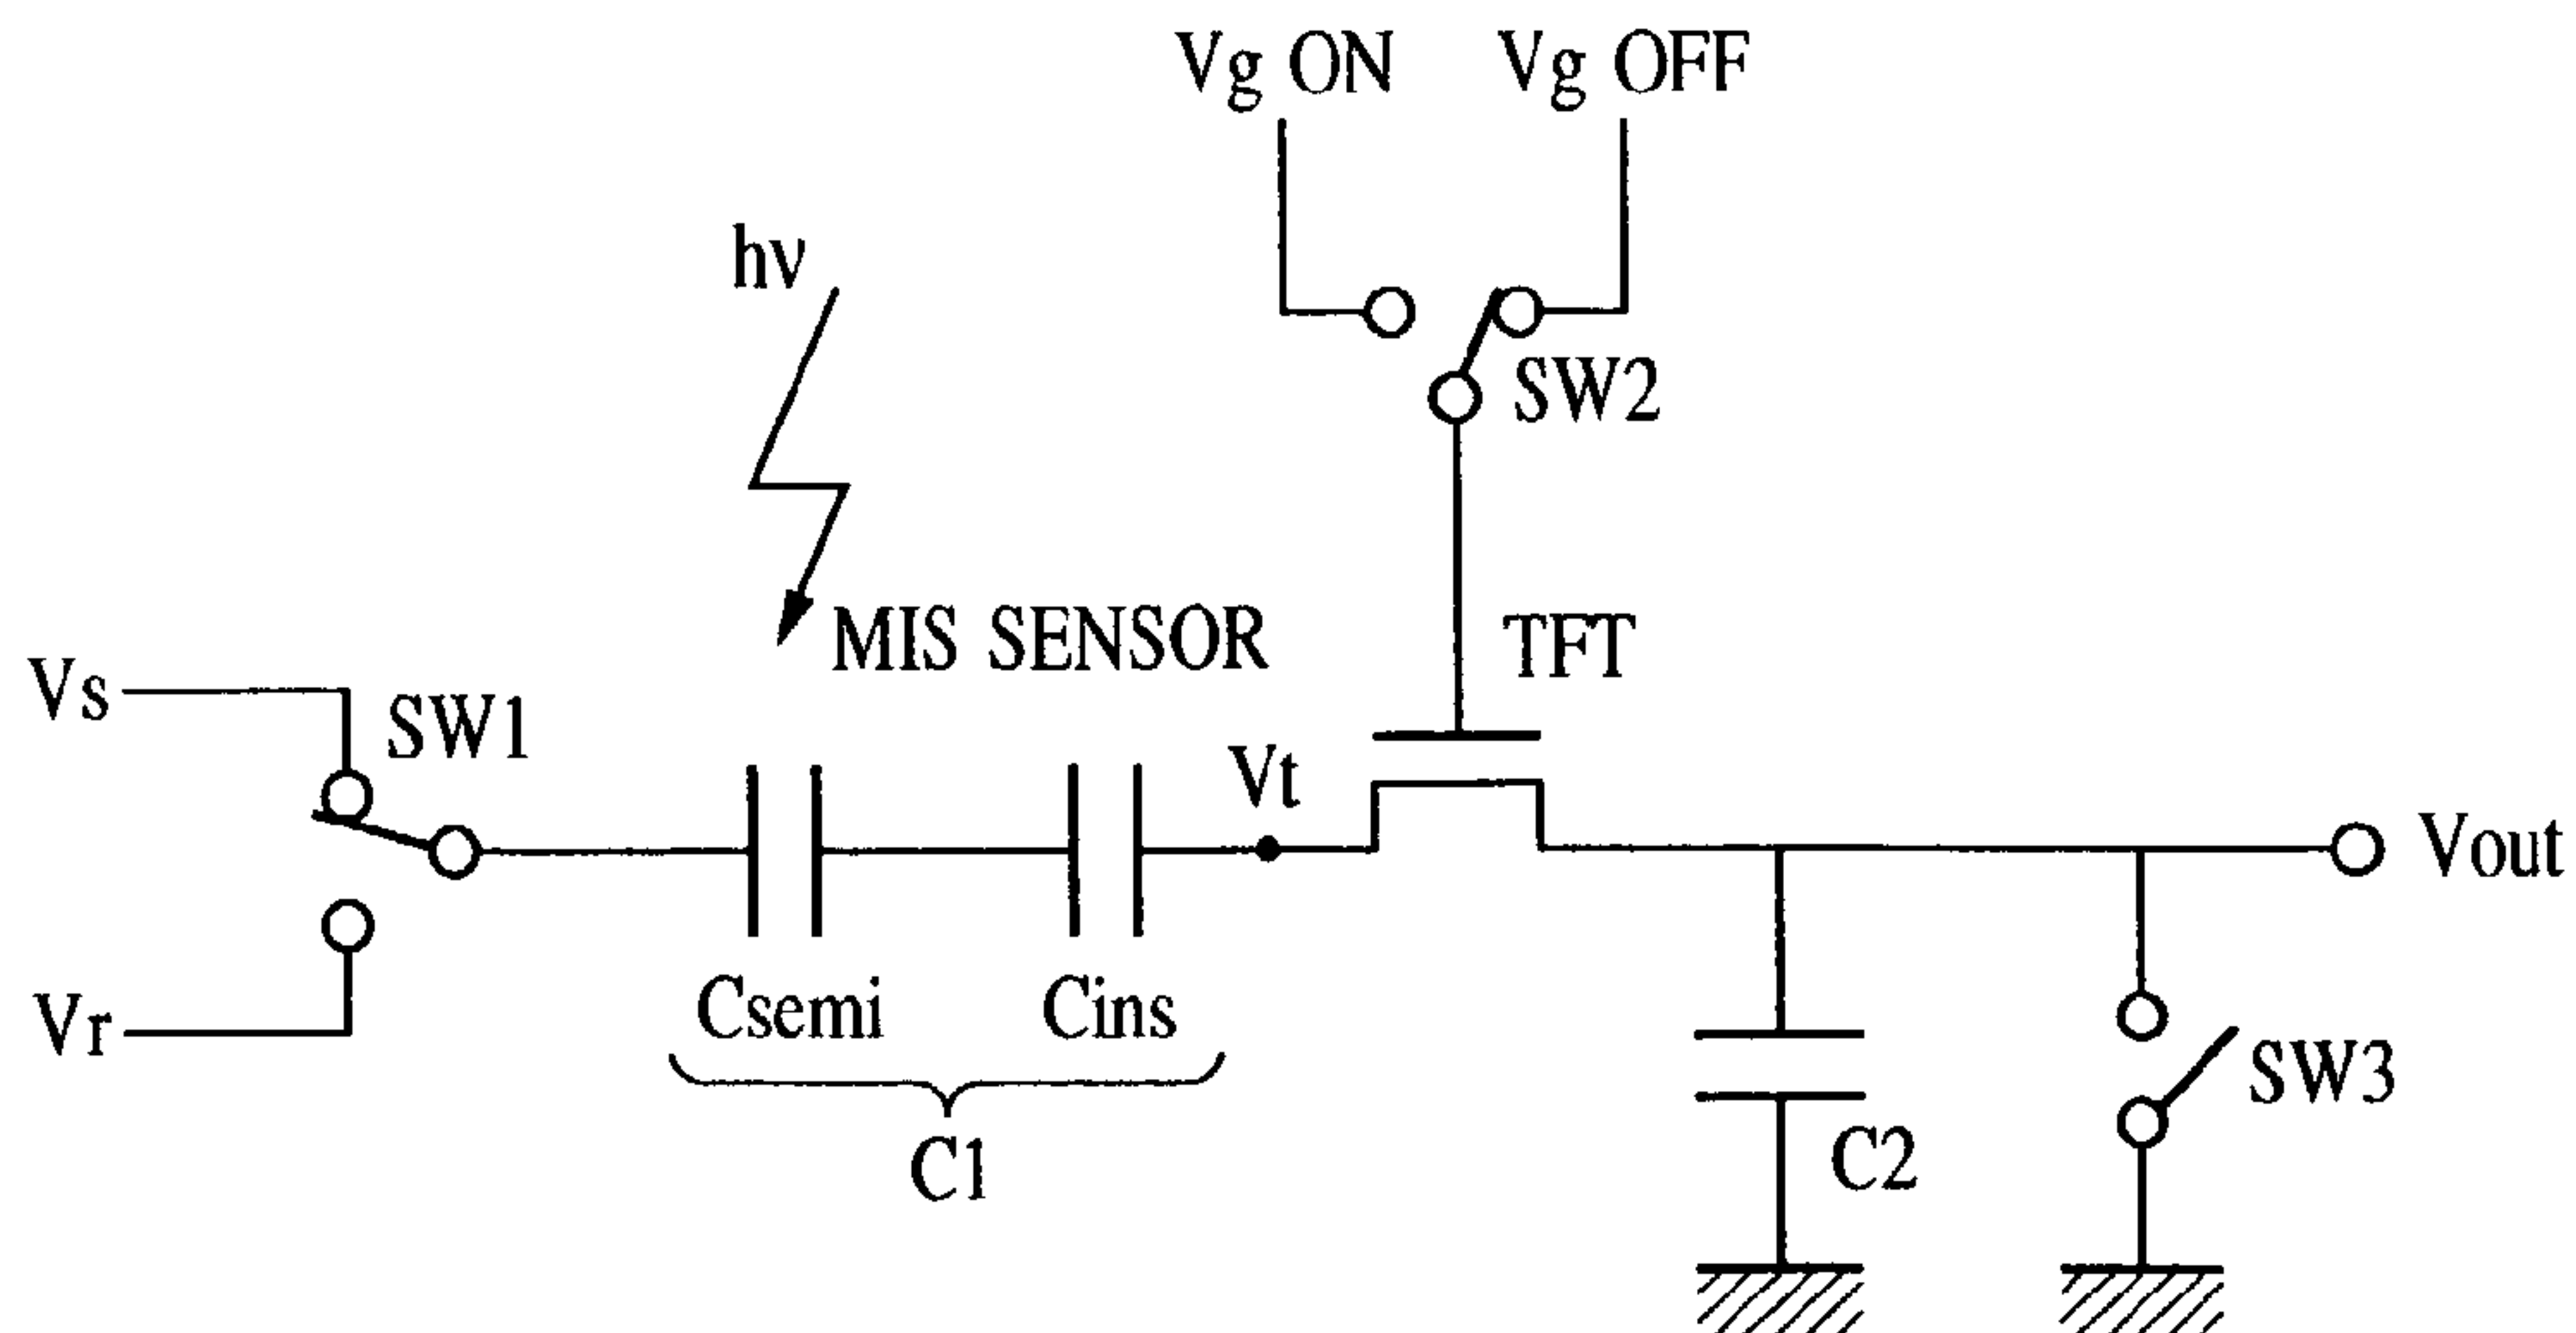 Vg ON Vg OFF
hν
SW2
MIS SENSOR
TFT
Vs
SW1
Vt
Vout
Vr
Csemi
Cins
SW3
C1
C2